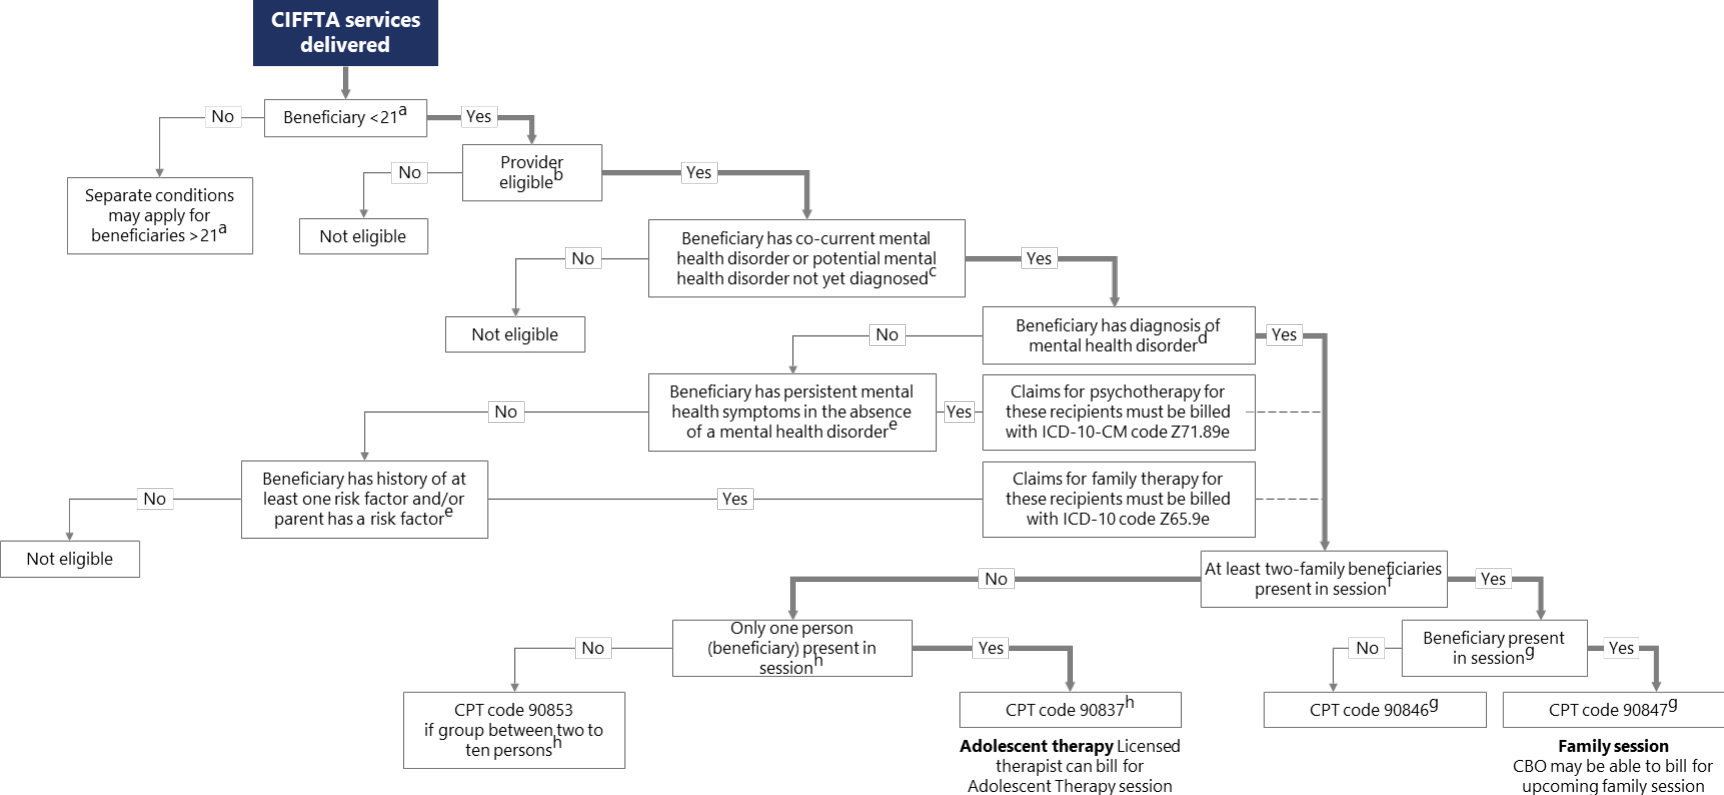 CIFFTA services
delivered
No
Beneficiary <21a
Yes
Separate conditions
may apply for
beneficiaries >21a
No
Provider
eligibleb
Yes
Not eligible
No
Beneficiary has co-current mental
health disorder or potential mental
health disorder not yet diagnosedc
Yes
Not eligible
No
Beneficiary has diagnosis of
mental health disorderd
Yes
No
Beneficiary has persistent mental
health symptoms in the absence
of a mental health disordere
Yes
Claims for psychotherapy for
these recipients must be billed
with ICD-10-CM code Z71.89e
No
Beneficiary has history of at
least one risk factor and/or
parent has a risk factore
Yes
Claims for family therapy for
these recipients must be billed
with ICD-10 code Z65.9e
Not eligible
No
At least two-family beneficiaries
present in sessionf
Yes
No
Only one person
(beneficiary) present in
sessionh
Yes
No
Beneficiary present
in sessiong
Yes
CPT code 90853
if group between two to
ten personsh
CPT code 90837h
Adolescent therapy Licensed
therapist can bill for
Adolescent Therapy session
CPT code 90846g
CPT code 90847g
Family session
CBO may be able to bill for
upcoming family session